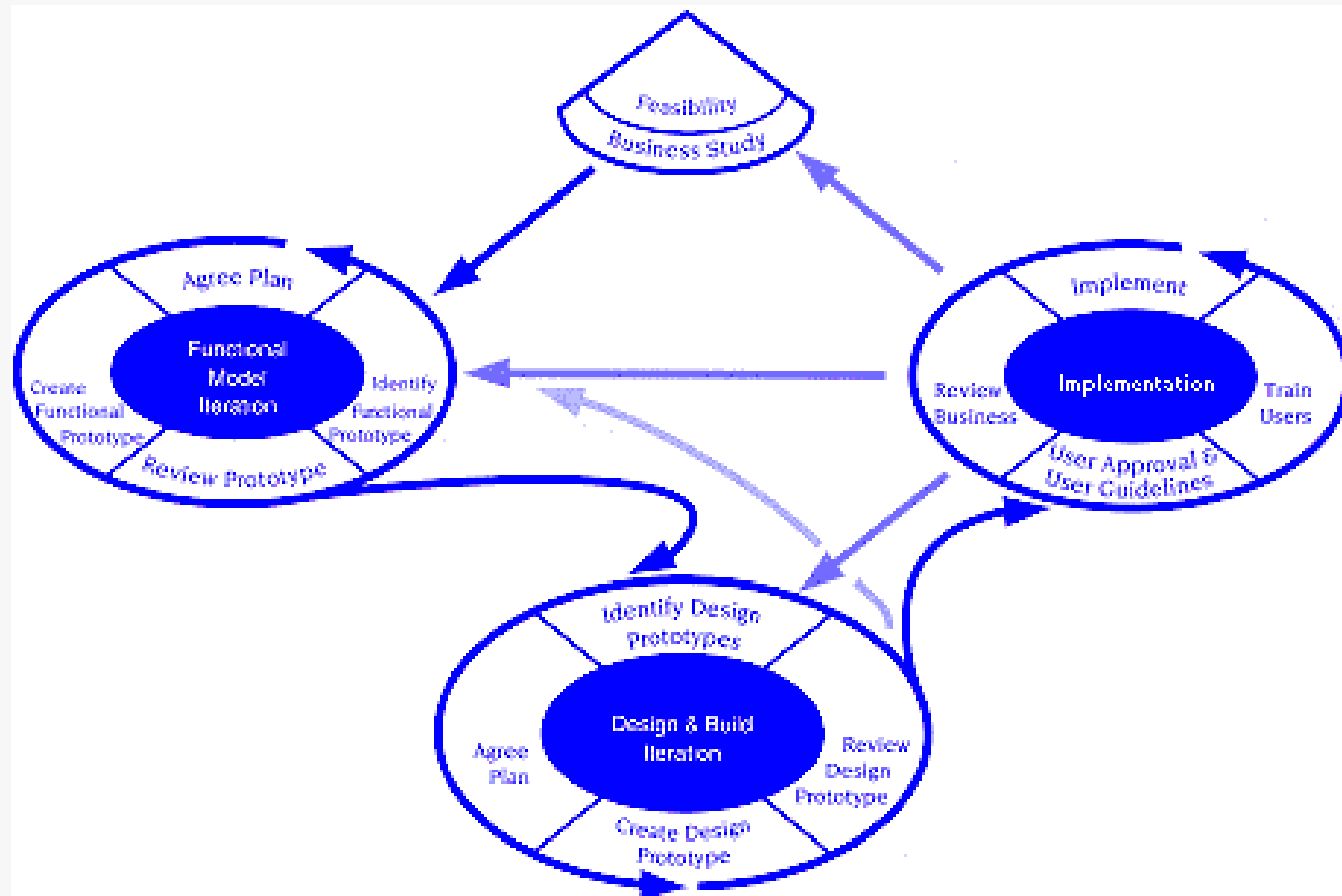 Feasibility
Business Study
Agree Plan
Functional
Model
Iteration
Create
Functional
Prototype
Identify
Functional
Prototype
Review Prototype
Implement
Implementation
Review
Business
Train
Users
User Approval &
User Guidelines
Identify Design
Prototypes
Design & Build
Iteration
Agree
Plan
Review
Design
Prototype
Create Design
Prototype